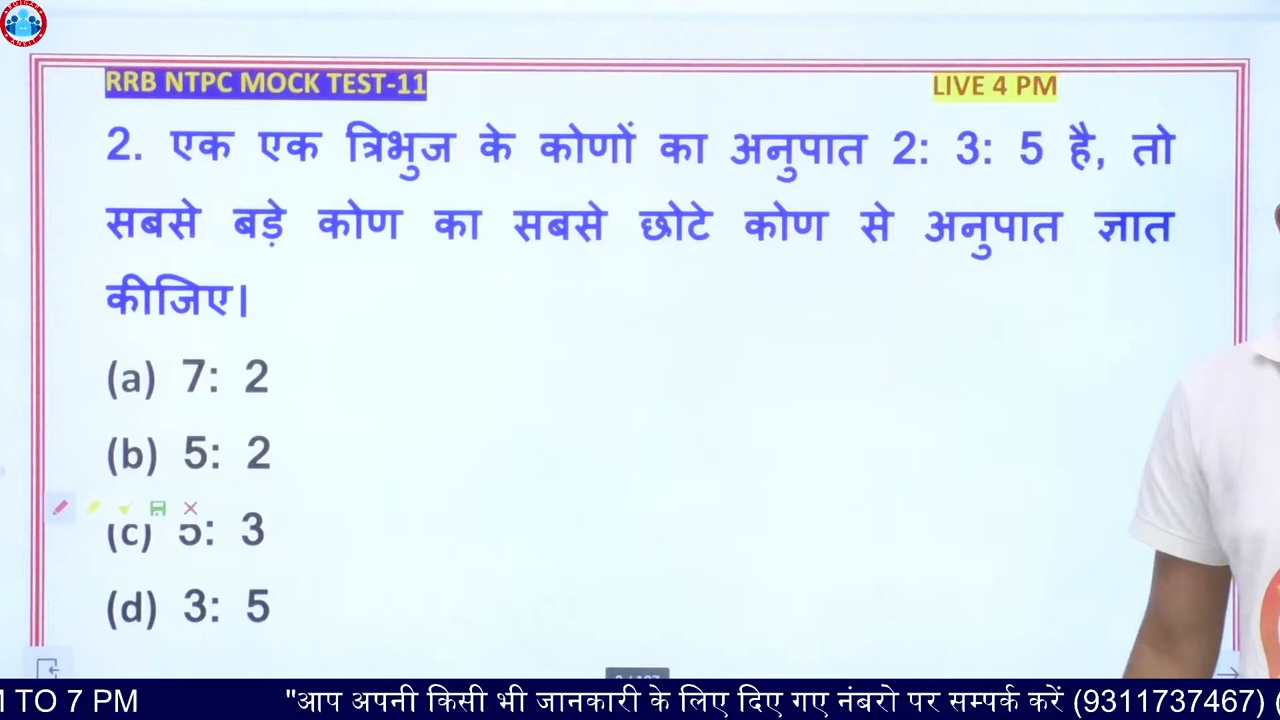 RRB NTPC MOCK TEST-11
LIVE 4 PM
2. एक एक त्रिभुज के कोणों का अनुपात 2: 3: 5 है, तो
सबसे बड़े कोण का सबसे छोटे कोण से अनुपात ज्ञात
कीजिए।
(a) 7: 2
(b) 5: 2
(c) 5: 3
(d) 3: 5
TO 7 PM
"आप अपनी किसी भी जानकारी के लिए दिए गए नंबरो पर सम्पर्क करें (9311737467) (